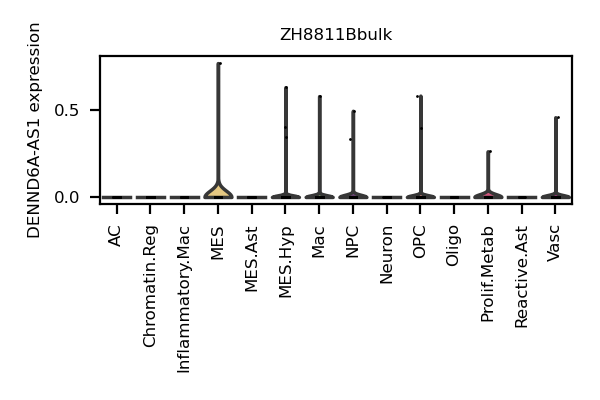 ZH8811Bbulk
DENND6A-AS1 expression
0.5
0.0
AC
Chromatin.Reg
Inflammatory.Mac
MES
MES.Ast
MES.Hyp
Mac
NPC
Neuron
OPC
Oligo
Prolif.Metab
Reactive.Ast
Vasc